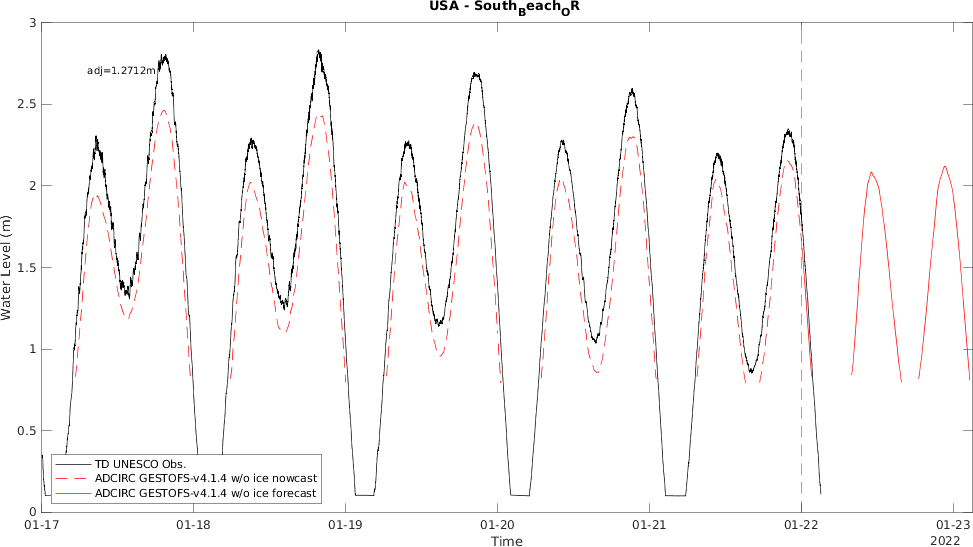 USA - SouthBeachOR
adj=1.2712m
3
2.5
2
1.5
1
0.5
0
Water Level (m)
TD UNESCO Obs.
ADCIRC GESTOFS-v4.1.4 w/o ice nowcast
ADCIRC GESTOFS-v4.1.4 w/o ice forecast
01-17 01-18 01-19 01-20 01-21 01-22 01-23
Time
2022